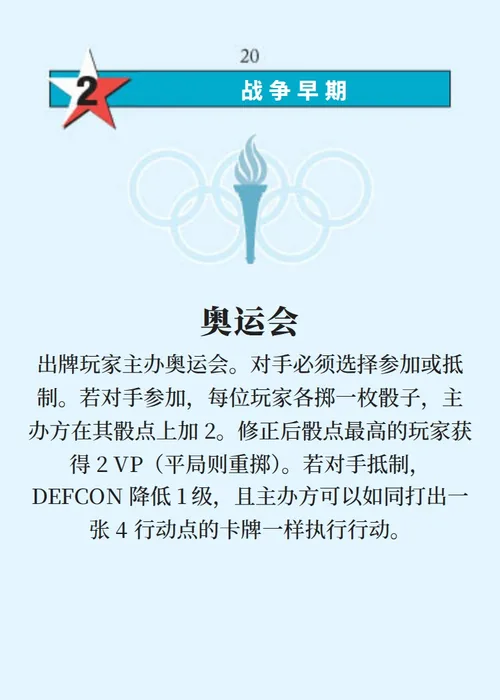 20
2
战争早期
奥运会
出牌玩家主办奥运会。对手必须选择参加或抵
制。若对手参加，每位玩家各掷一枚骰子，主
办方在其骰点上加 2。修正后骰点最高的玩家获
得 2 VP（平局则重掷）。若对手抵制，
DEFCON 降低 1 级，且主办方可以如同打出一
张 4 行动点的卡牌一样执行行动。